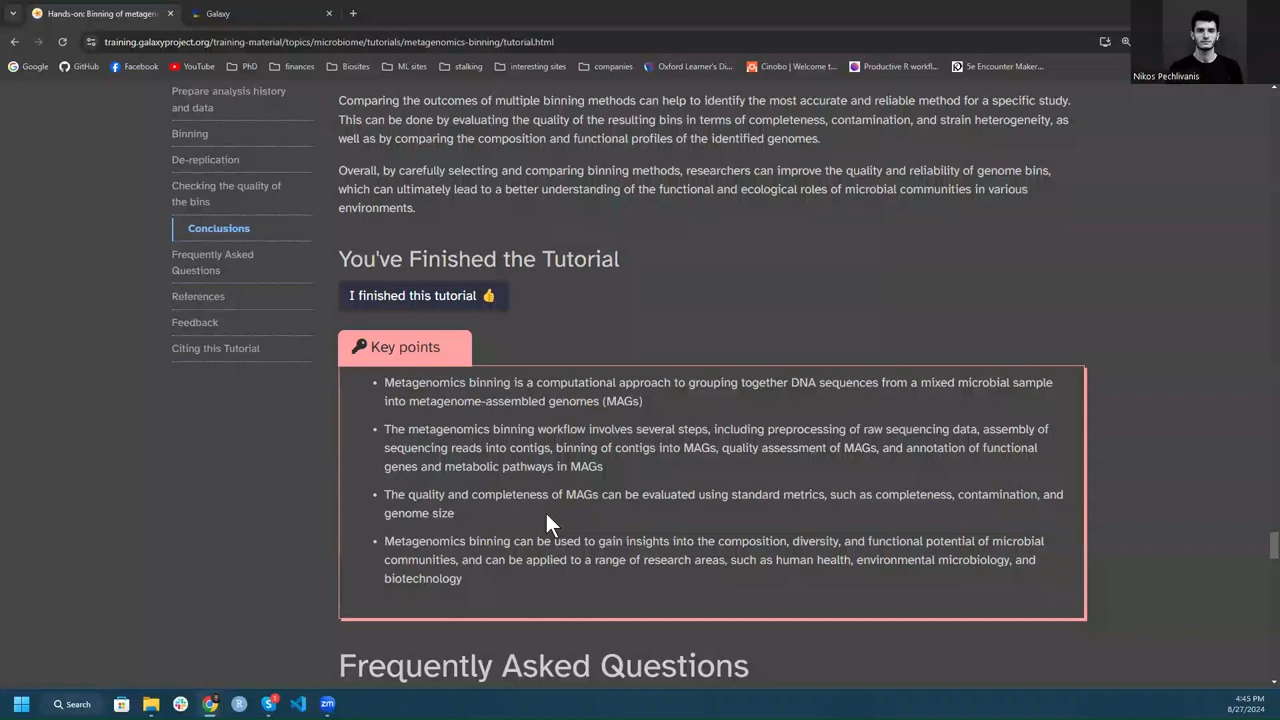 Hands-on: Binning of metagen
Galaxy
training.galaxyproject.org/training-material/topics/microbiome/tutorials/metagenomics-binning/tutorial.html
Google
GitHub
Facebook
YouTube
PhD
finances
Biosites
ML sites
stalking
interesting sites
companies
Oxford Learner's Di...
Cinobo | Welcome t...
Productive R workfl...
5e Encounter Maker...
Nikos Pechlivanis
Prepare analysis history
and data
Binning
De-replication
Checking the quality of
the bins
Conclusions
Frequently Asked
Questions
References
Feedback
Citing this Tutorial
Comparing the outcomes of multiple binning methods can help to identify the most accurate and reliable method for a specific study.
This can be done by evaluating the quality of the resulting bins in terms of completeness, contamination, and strain heterogeneity, as
well as by comparing the composition and functional profiles of the identified genomes.
Overall, by carefully selecting and comparing binning methods, researchers can improve the quality and reliability of genome bins,
which can ultimately lead to a better understanding of the functional and ecological roles of microbial communities in various
environments.
You've Finished the Tutorial
I finished this tutorial 👍
Key points
• Metagenomics binning is a computational approach to grouping together DNA sequences from a mixed microbial sample
into metagenome-assembled genomes (MAGs)
• The metagenomics binning workflow involves several steps, including preprocessing of raw sequencing data, assembly of
sequencing reads into contigs, binning of contigs into MAGs, quality assessment of MAGs, and annotation of functional
genes and metabolic pathways in MAGs
• The quality and completeness of MAGs can be evaluated using standard metrics, such as completeness, contamination, and
genome size
• Metagenomics binning can be used to gain insights into the composition, diversity, and functional potential of microbial
communities, and can be applied to a range of research areas, such as human health, environmental microbiology, and
biotechnology
Frequently Asked Questions
Search
4:45 PM
8/27/2024